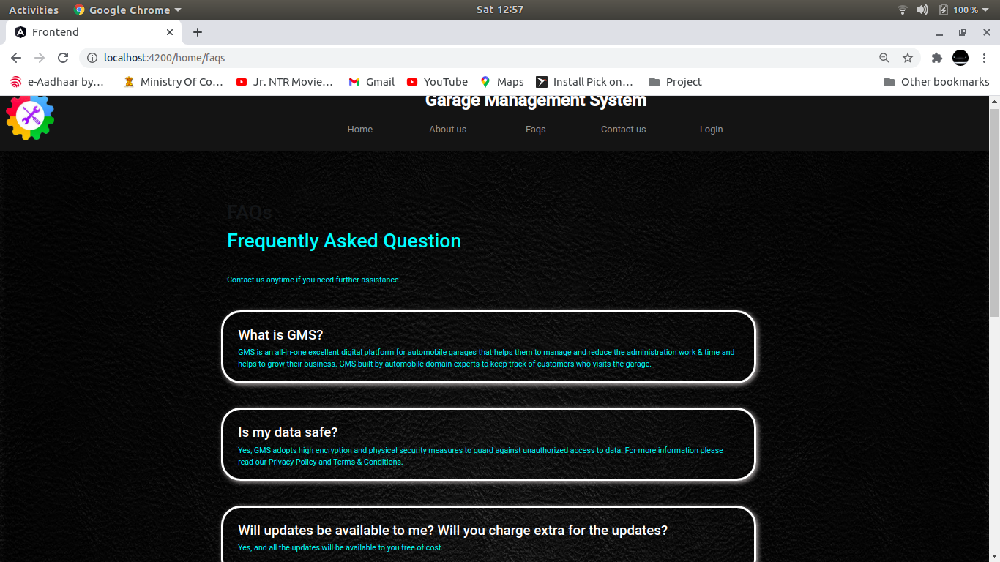 Activities Google Chrome Sat 12:57 100 %
Frontend
localhost:4200/home/faqs
e-Aadhaar by... Ministry Of Co... Jr. NTR Movie... Gmail YouTube Maps Install Pick on... Project Other bookmarks
Garage Management System
Home About us Faqs Contact us Login
FAQs
Frequently Asked Question
Contact us anytime if you need further assistance
What is GMS?
GMS is an all-in-one excellent digital platform for automobile garages that helps them to manage and reduce the administration work & time and
helps to grow their business. GMS built by automobile domain experts to keep track of customers who visits the garage.
Is my data safe?
Yes, GMS adopts high encryption and physical security measures to guard against unauthorized access to data. For more information please
read our Privacy Policy and Terms & Conditions.
Will updates be available to me? Will you charge extra for the updates?
Yes, and all the updates will be available to you free of cost.